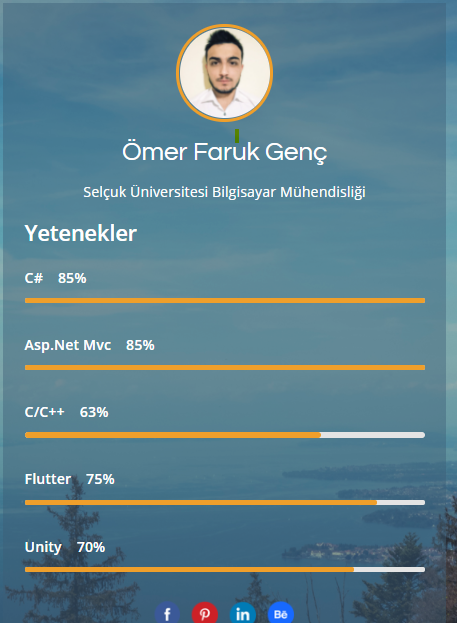 Ömer Faruk Genç
Selçuk Üniversitesi Bilgisayar Mühendisliği
Yetenekler
C# 85%
Asp.Net Mvc 85%
C/C++ 63%
Flutter 75%
Unity 70%
f in Bē